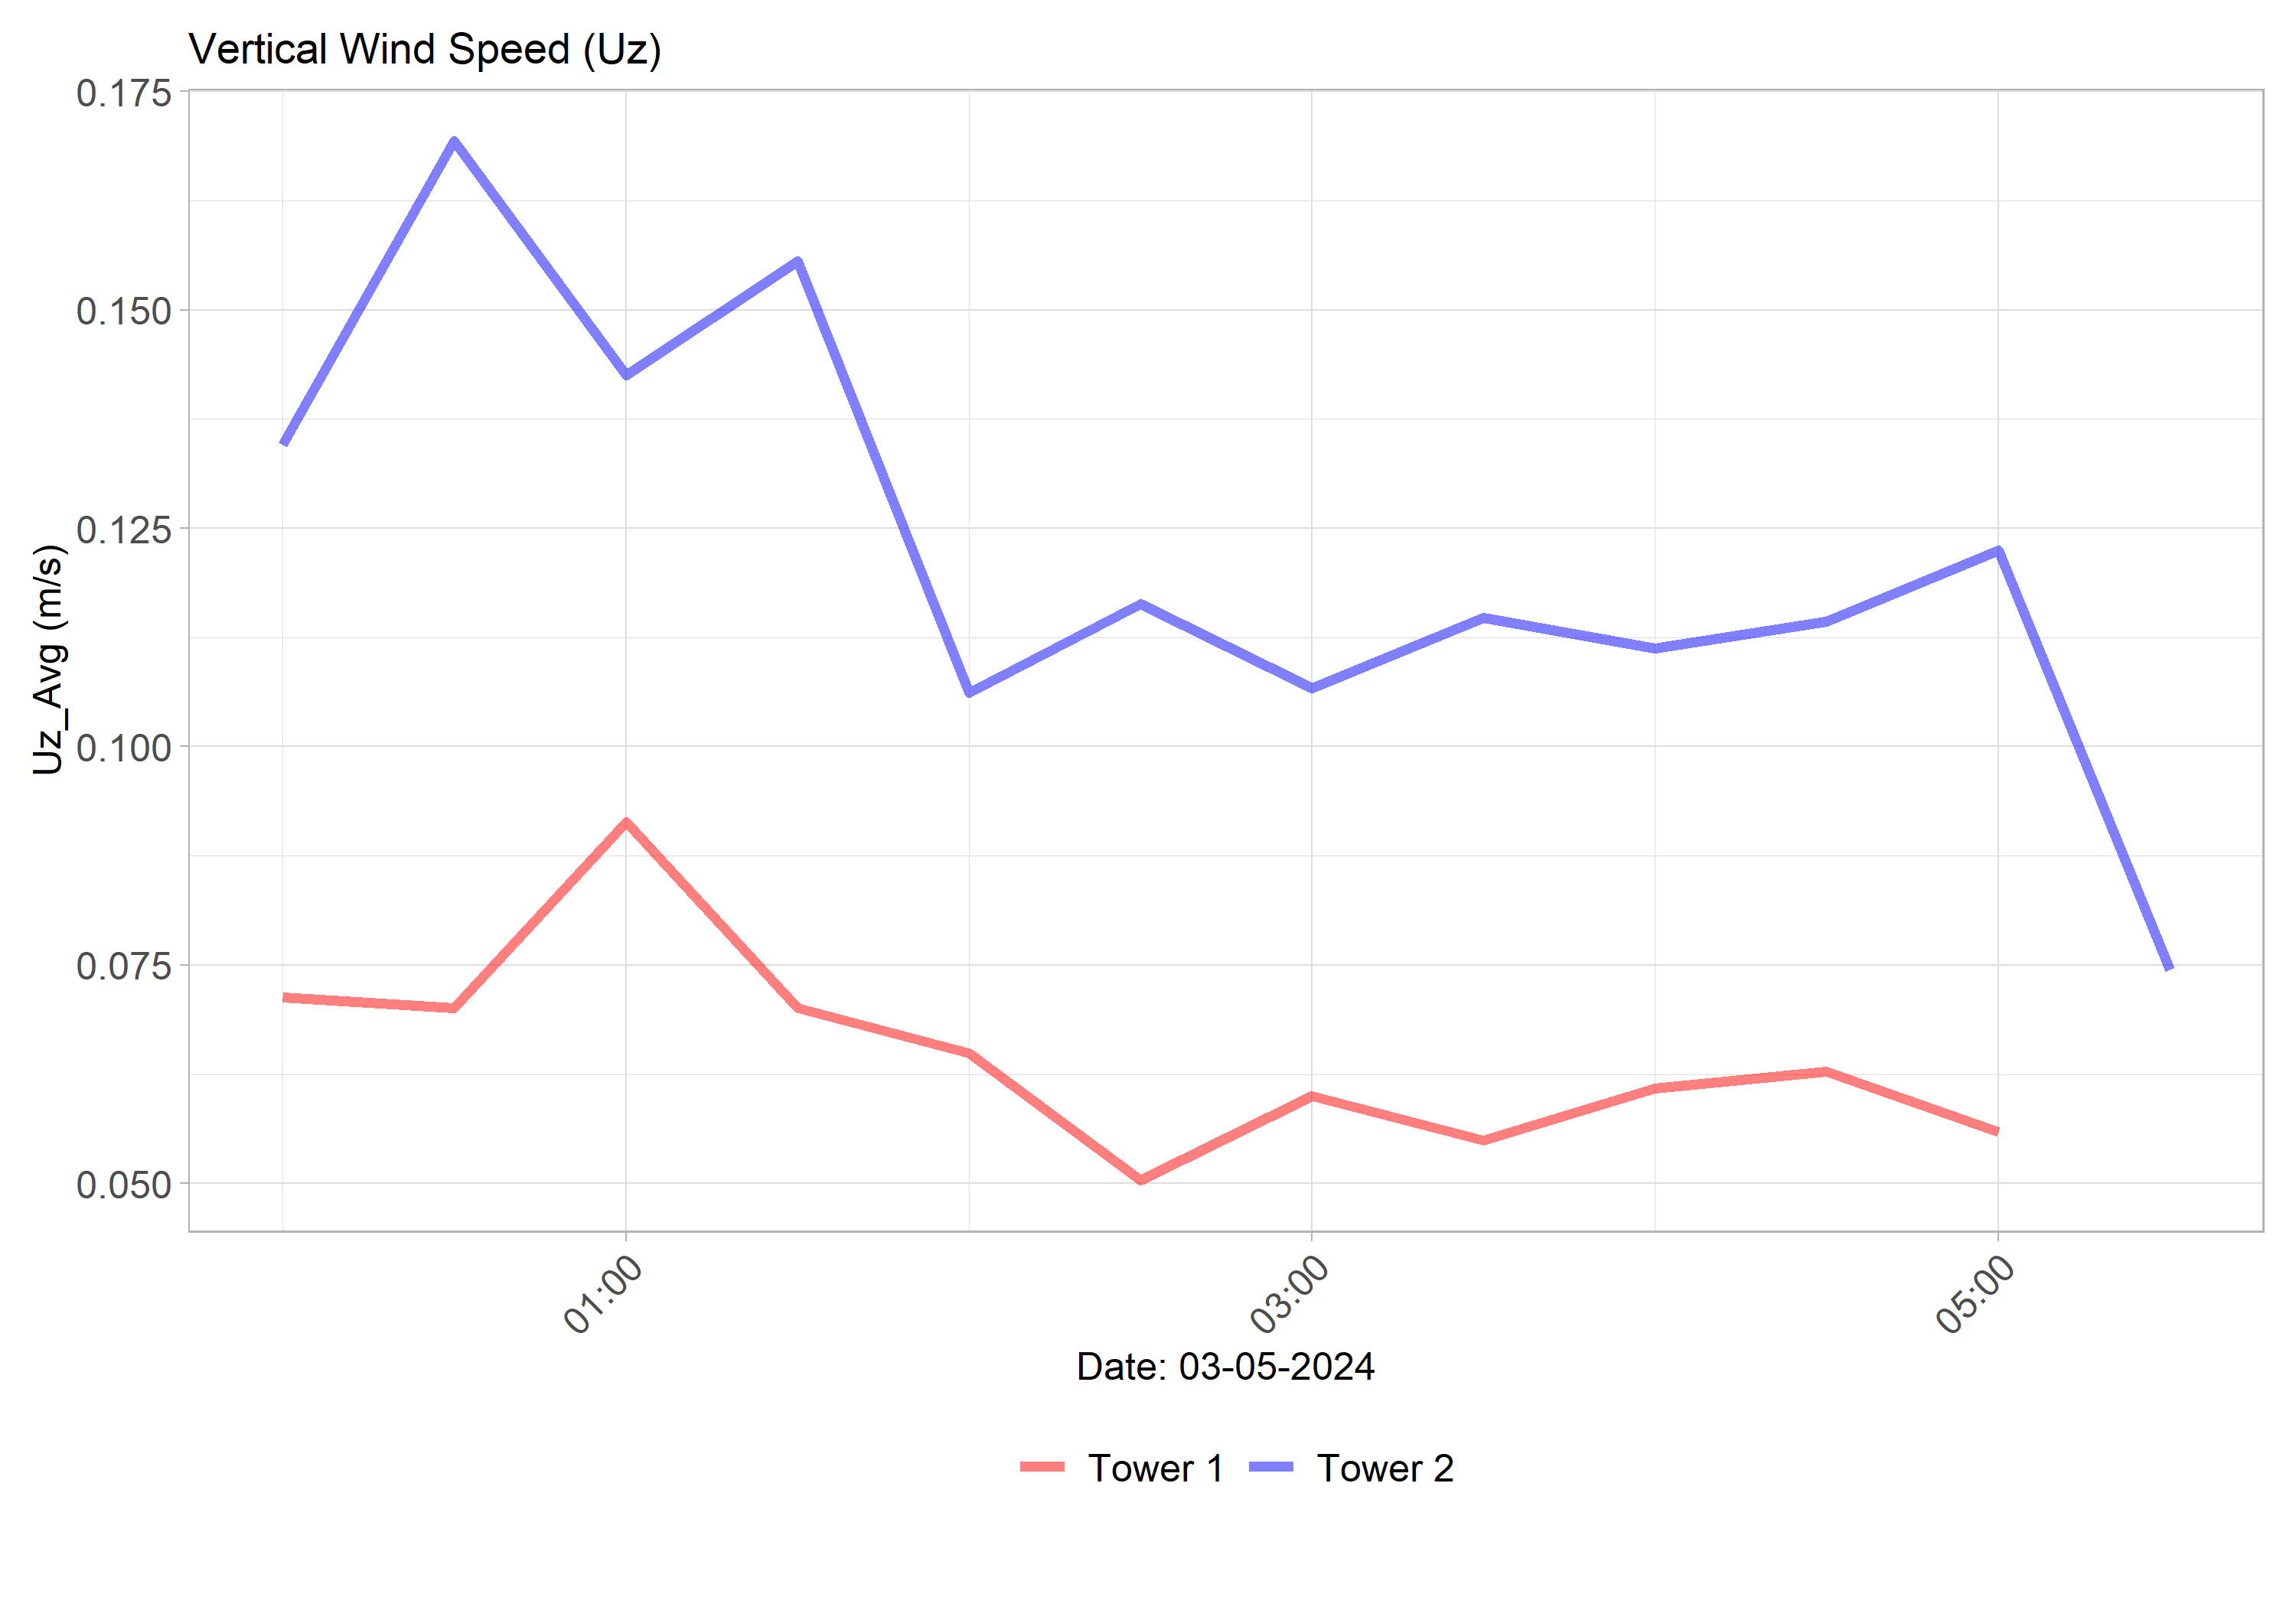 Vertical Wind Speed (Uz)
0.175
0.150
0.125
0.100
0.075
0.050
Uz_Avg (m/s)
01:00
03:00
05:00
Date: 03-05-2024
Tower 1
Tower 2